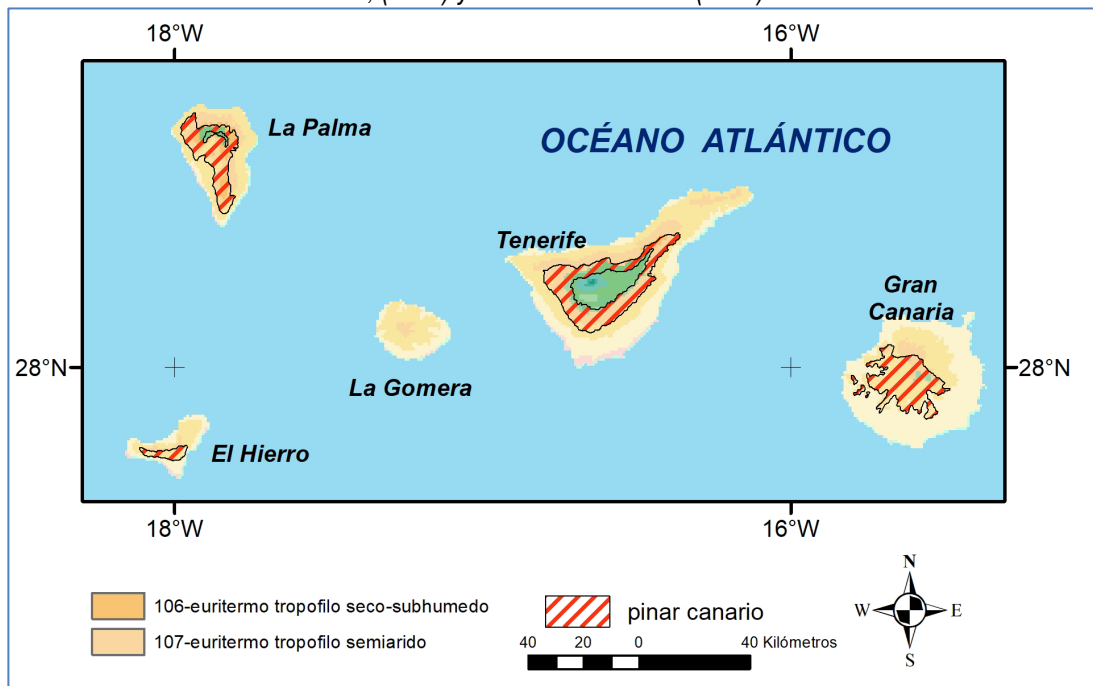 18°W 16°W
La Palma
OCÉANO ATLÁNTICO
Tenerife
Gran
Canaria
28°N 28°N
La Gomera
El Hierro
18°W 16°W
N
W E
S
106-euritermo tropofilo seco-subhumedo
pinar canario
107-euritermo tropofilo semiarido
40 20 0 40 Kilómetros